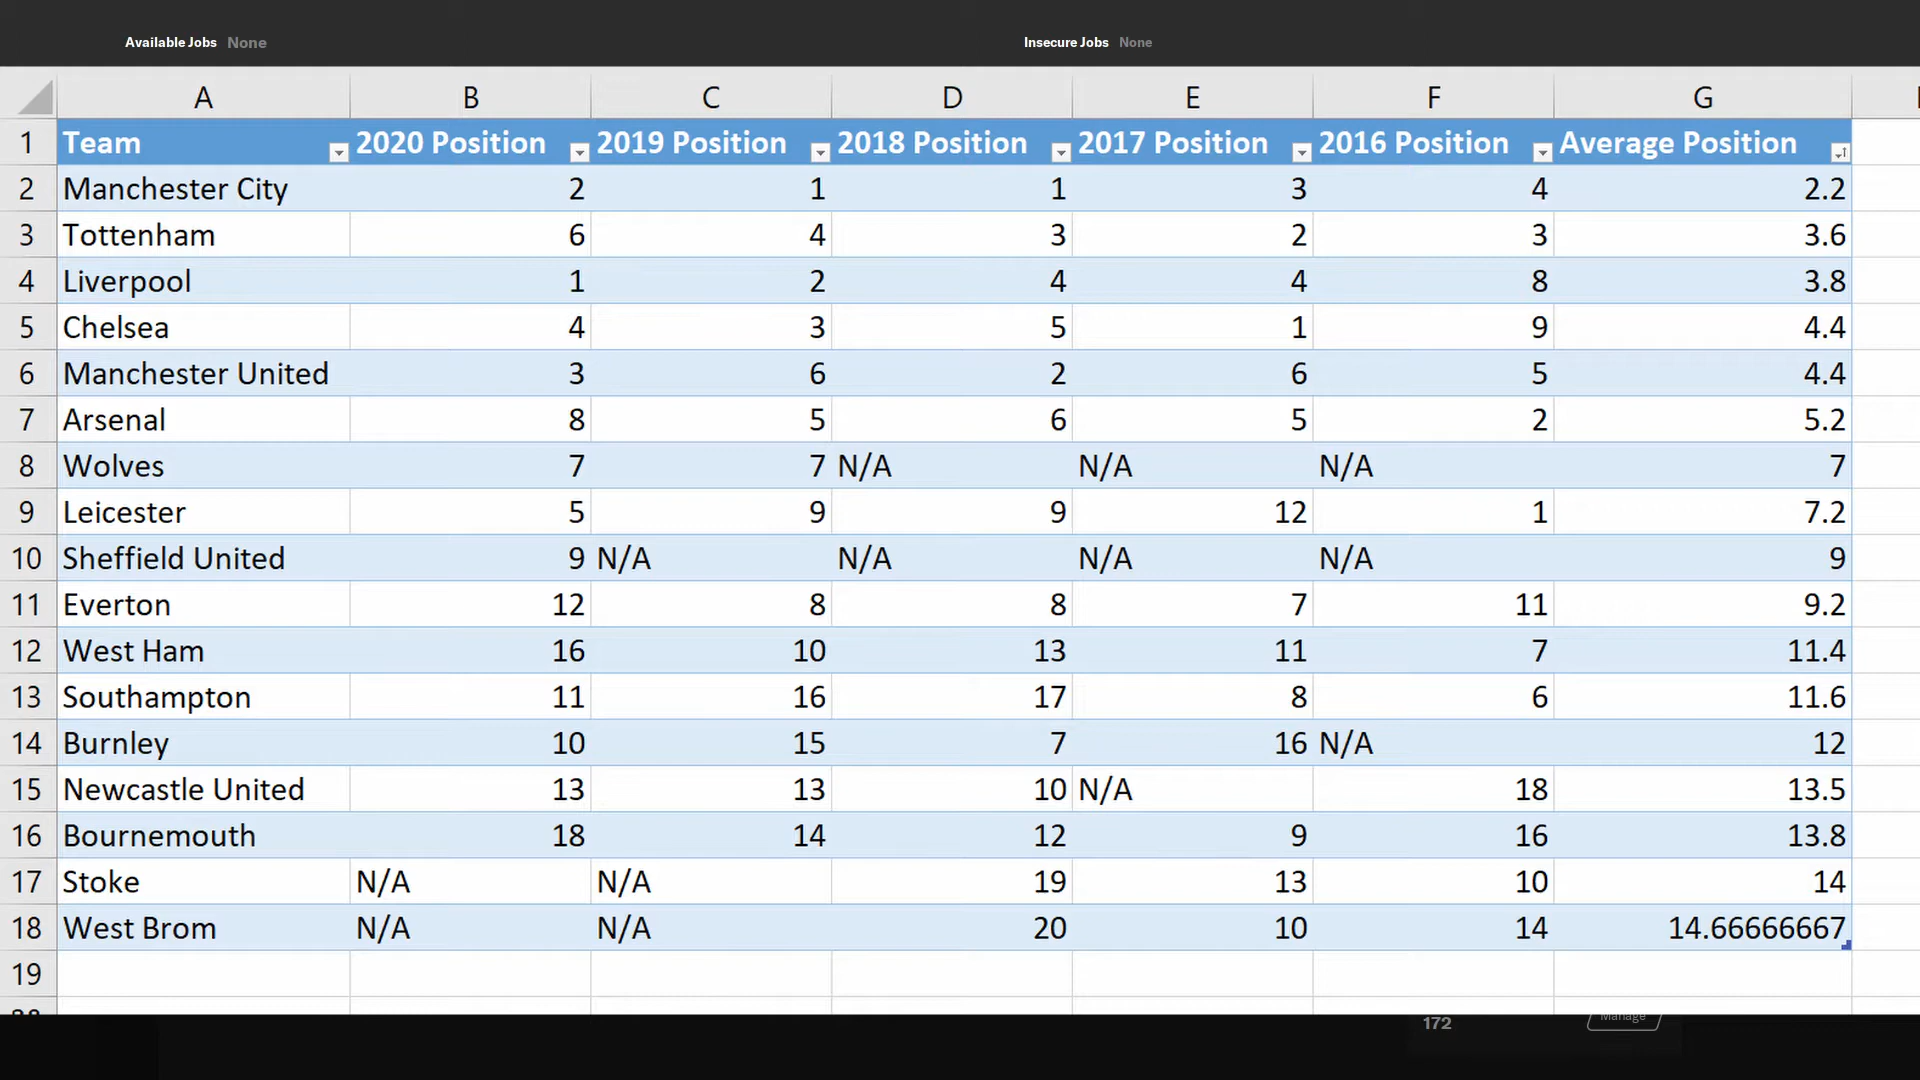 Available Jobs None Insecure Jobs None
A B C D E F G
1 Team 2020 Position 2019 Position 2018 Position 2017 Position 2016 Position Average Position
2 Manchester City 2 1 1 3 4 2.2
3 Tottenham 6 4 3 2 3 3.6
4 Liverpool 1 2 4 4 8 3.8
5 Chelsea 4 3 5 1 9 4.4
6 Manchester United 3 6 2 6 5 4.4
7 Arsenal 8 5 6 5 2 5.2
8 Wolves 7 7 N/A N/A N/A 7
9 Leicester 5 9 9 12 1 7.2
10 Sheffield United 9 N/A N/A N/A N/A 9
11 Everton 12 8 8 7 11 9.2
12 West Ham 16 10 13 11 7 11.4
13 Southampton 11 16 17 8 6 11.6
14 Burnley 10 15 7 16 N/A 12
15 Newcastle United 13 13 10 N/A 18 13.5
16 Bournemouth 18 14 12 9 16 13.8
17 Stoke N/A N/A 19 13 10 14
18 West Brom N/A N/A 20 10 14 14.66666667
19
172 Manage